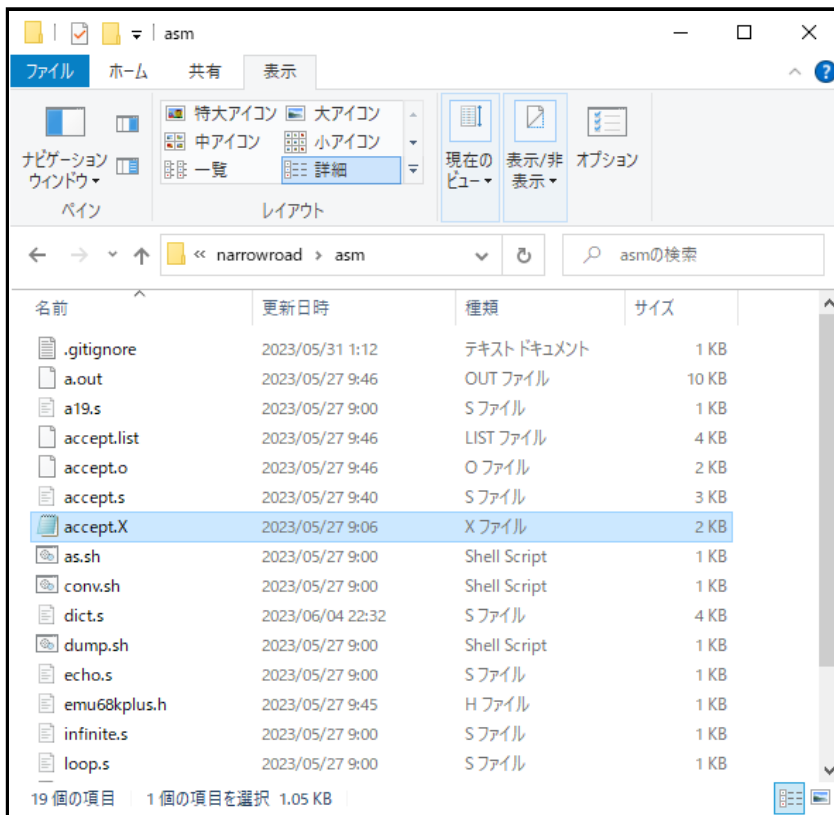 asm
ファイル ホーム 共有 表示
ナビゲーション ウィンドウ
特大アイコン 大アイコン
中アイコン 小アイコン
一覧 詳細
現在の ビュー
表示/非 表示
オプション
ペイン レイアウト
« narrowroad › asm asmの検索
名前 更新日時 種類 サイズ
.gitignore 2023/05/31 1:12 テキスト ドキュメント 1 KB
a.out 2023/05/27 9:46 OUT ファイル 10 KB
a19.s 2023/05/27 9:00 S ファイル 1 KB
accept.list 2023/05/27 9:46 LIST ファイル 4 KB
accept.o 2023/05/27 9:46 O ファイル 2 KB
accept.s 2023/05/27 9:40 S ファイル 3 KB
accept.X 2023/05/27 9:06 X ファイル 2 KB
as.sh 2023/05/27 9:00 Shell Script 1 KB
conv.sh 2023/05/27 9:00 Shell Script 1 KB
dict.s 2023/06/04 22:32 S ファイル 4 KB
dump.sh 2023/05/27 9:00 Shell Script 1 KB
echo.s 2023/05/27 9:00 S ファイル 1 KB
emu68kplus.h 2023/05/27 9:45 H ファイル 1 KB
infinite.s 2023/05/27 9:00 S ファイル 1 KB
loop.s 2023/05/27 9:00 S ファイル 1 KB
19 個の項目 1 個の項目を選択 1.05 KB